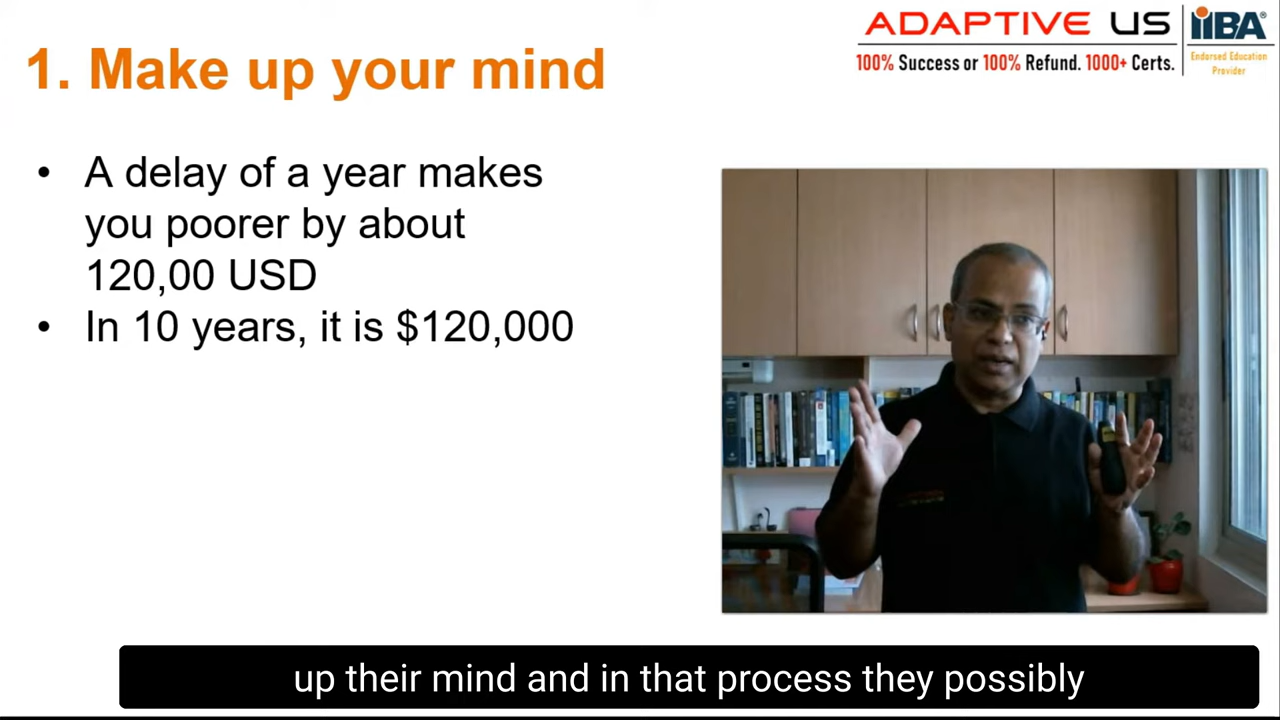 ADAPTIVE US
IIBA®
100% Success or 100% Refund. 1000+ Certs.
Endorsed Education
Provider
1. Make up your mind
• A delay of a year makes
you poorer by about
120,00 USD
• In 10 years, it is $120,000
up their mind and in that process they possibly